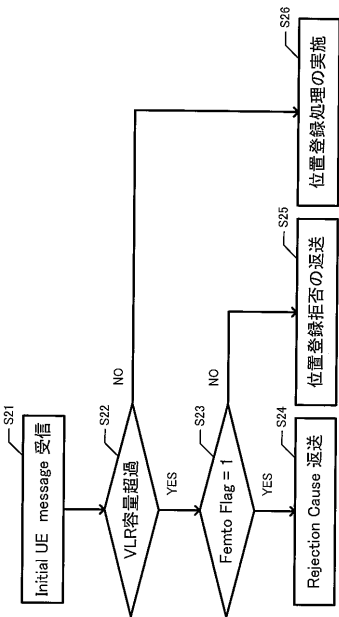 S21
Initial UE message 受信
S22
VLR容量超過
NO
YES
S23
Femto Flag = 1
NO
YES
S24
Rejection Cause 返送
S25
位置登録拒否の返送
S26
位置登録処理の実施